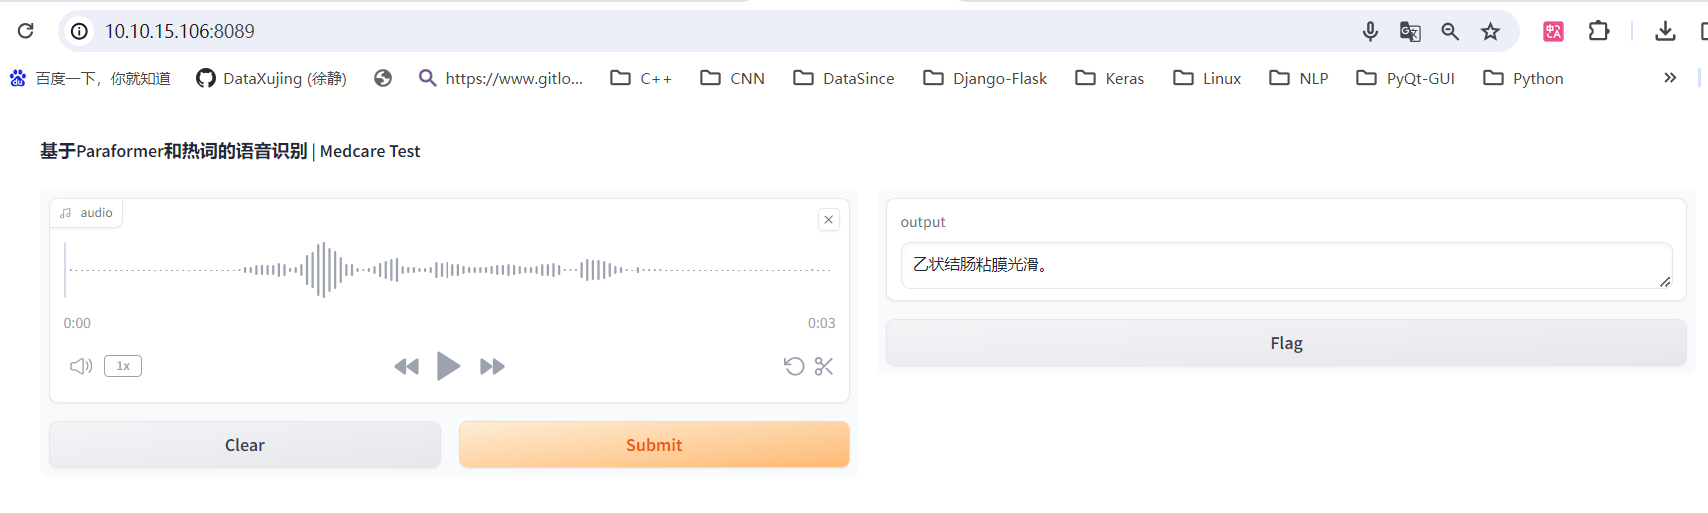 10.10.15.106:8089
百度一下，你就知道 DataXujing (徐静) https://www.gitlo... C++ CNN DataSince Django-Flask Keras Linux NLP PyQt-GUI Python »
基于Paraformer和热词的语音识别 | Medcare Test
audio
0:00 0:03
1x
Clear Submit
output
乙状结肠粘膜光滑。
Flag